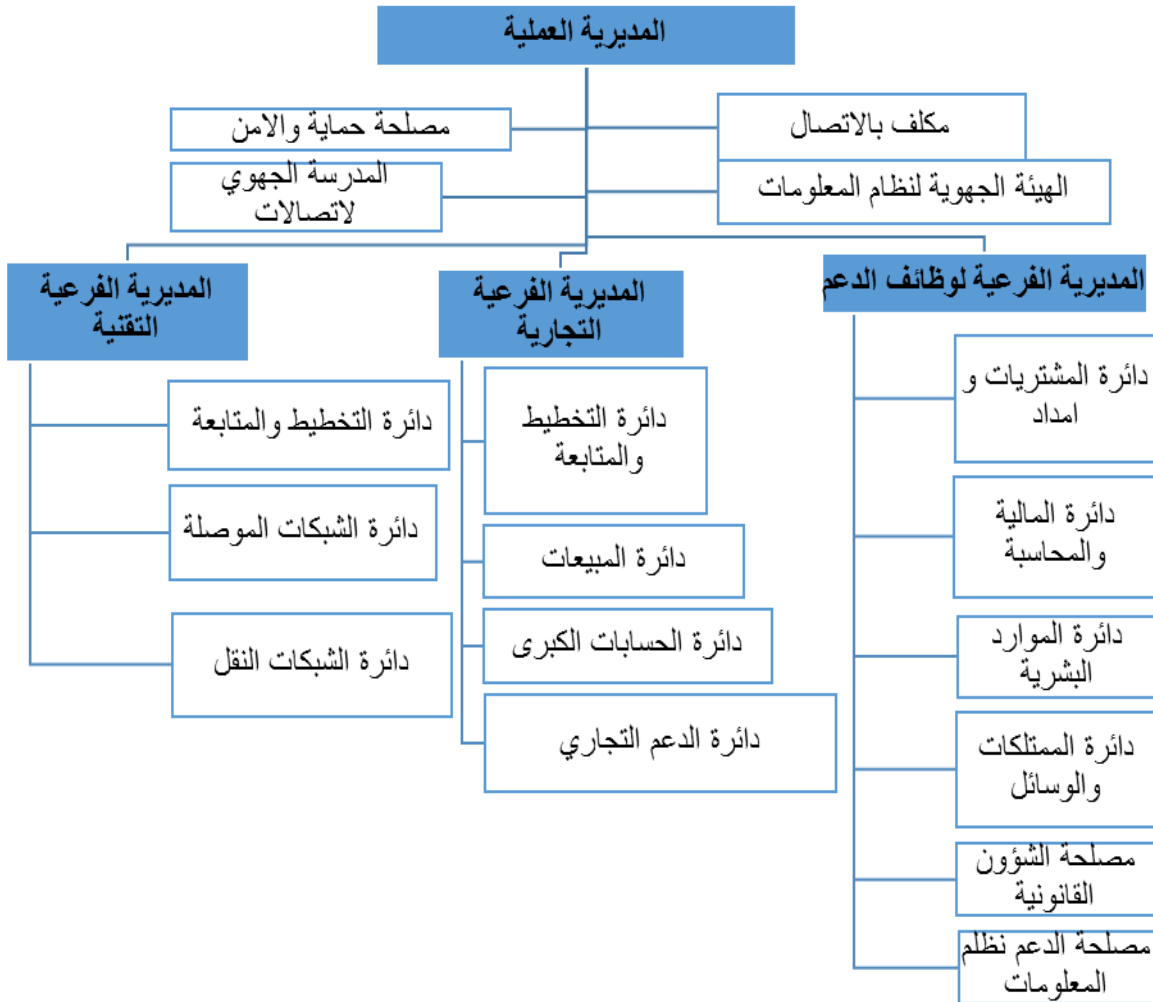 المديرية العملية
مكلف بالاتصال
مصلحة حماية والامن
الهيئة الجهوية لنظام المعلومات
المدرسة الجهوي
لاتصالات
المديرية الفرعية لوظائف الدعم
دائرة المشتريات و
امداد
دائرة المالية
والمحاسبة
دائرة الموارد
البشرية
دائرة الممتلكات
والوسائل
مصلحة الشؤون
القانونية
مصلحة الدعم نظلم
المعلومات
المديرية الفرعية
التجارية
دائرة التخطيط
والمتابعة
دائرة المبيعات
دائرة الحسابات الكبرى
دائرة الدعم التجاري
المديرية الفرعية
التقنية
دائرة التخطيط والمتابعة
دائرة الشبكات الموصلة
دائرة الشبكات النقل